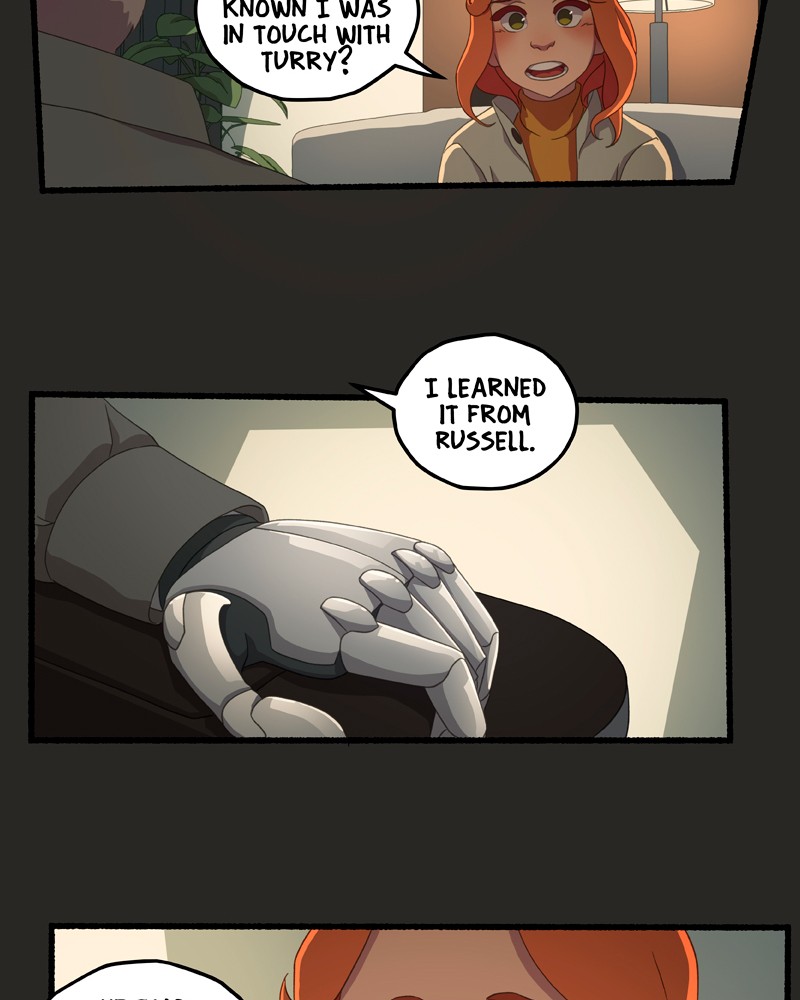 KNOWN I WAS
IN TOUCH WITH
TURRY?
I LEARNED
IT FROM
RUSSELL.